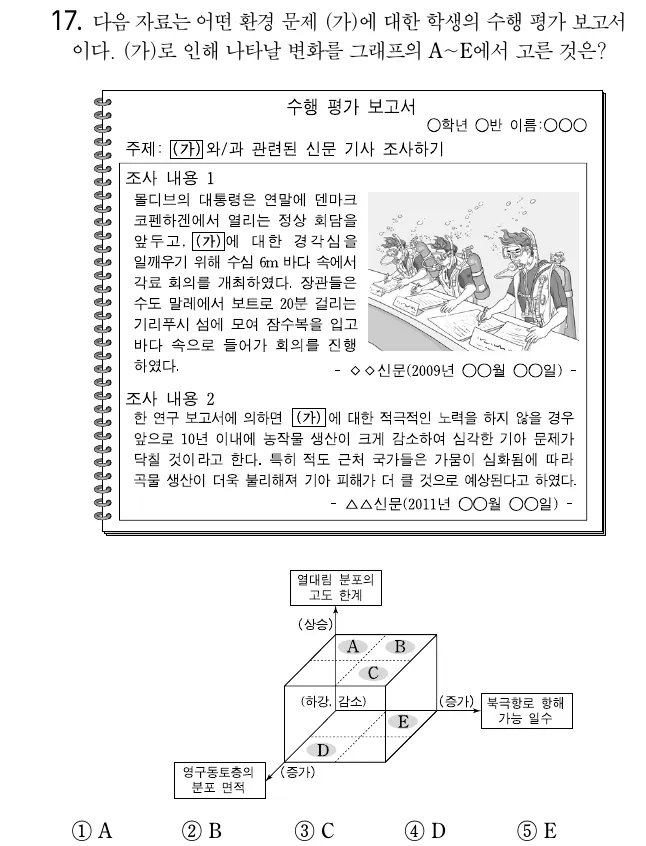 17. 다음 자료는 어떤 환경 문제 (가)에 대한 학생의 수행 평가 보고서
이다. (가)로 인해 나타날 변화를 그래프의 A~E에서 고른 것은?
수행 평가 보고서
○학년 ○반 이름:○○○
주제: (가) 와/과 관련된 신문 기사 조사하기
조사 내용 1
몰디브의 대통령은 연말에 덴마크
코펜하겐에서 열리는 정상 회담을
앞두고, (가)에 대한 경각심을
일깨우기 위해 수심 6m 바다 속에서
각료 회의를 개최하였다. 장관들은
수도 말레에서 보트로 20분 걸리는
기리푸시 섬에 모여 잠수복을 입고
바다 속으로 들어가 회의를 진행
하였다.
- ◇◇신문(2009년 ○○월 ○○일) -
조사 내용 2
한 연구 보고서에 의하면 (가)에 대한 적극적인 노력을 하지 않을 경우
앞으로 10년 이내에 농작물 생산이 크게 감소하여 심각한 기아 문제가
닥칠 것이라고 한다. 특히 적도 근처 국가들은 가뭄이 심화됨에 따라
곡물 생산이 더욱 불리해져 기아 피해가 더 클 것으로 예상된다고 하였다.
- △△신문(2011년 ○○월 ○○일) -
열대림 분포의
고도 한계
(상승)
A B
C
(하강, 감소)
(증가)
북극항로 항해
가능 일수
E
D
영구동토층의
분포 면적
(증가)
① A ② B ③ C ④ D ⑤ E